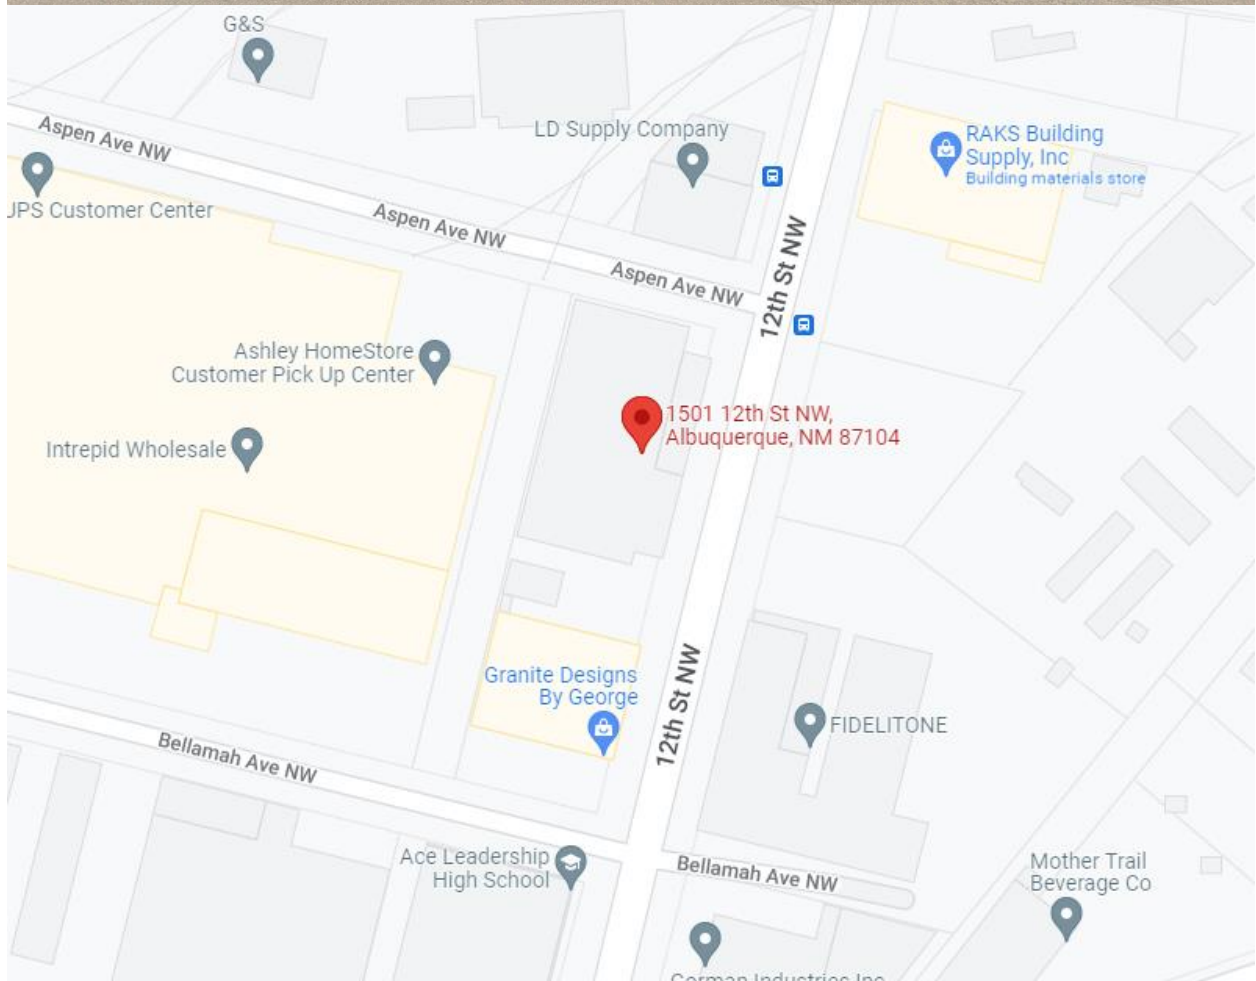 G&S
Aspen Ave NW
LD Supply Company
RAKS Building
Supply, Inc
Building materials store
JPS Customer Center
Aspen Ave NW
Aspen Ave NW
12th St NW
Ashley HomeStore
Customer Pick Up Center
1501 12th St NW,
Albuquerque, NM 87104
Intrepid Wholesale
Granite Designs
By George
12th St NW
FIDELITONE
Bellamah Ave NW
Ace Leadership
High School
Bellamah Ave NW
Mother Trail
Beverage Co